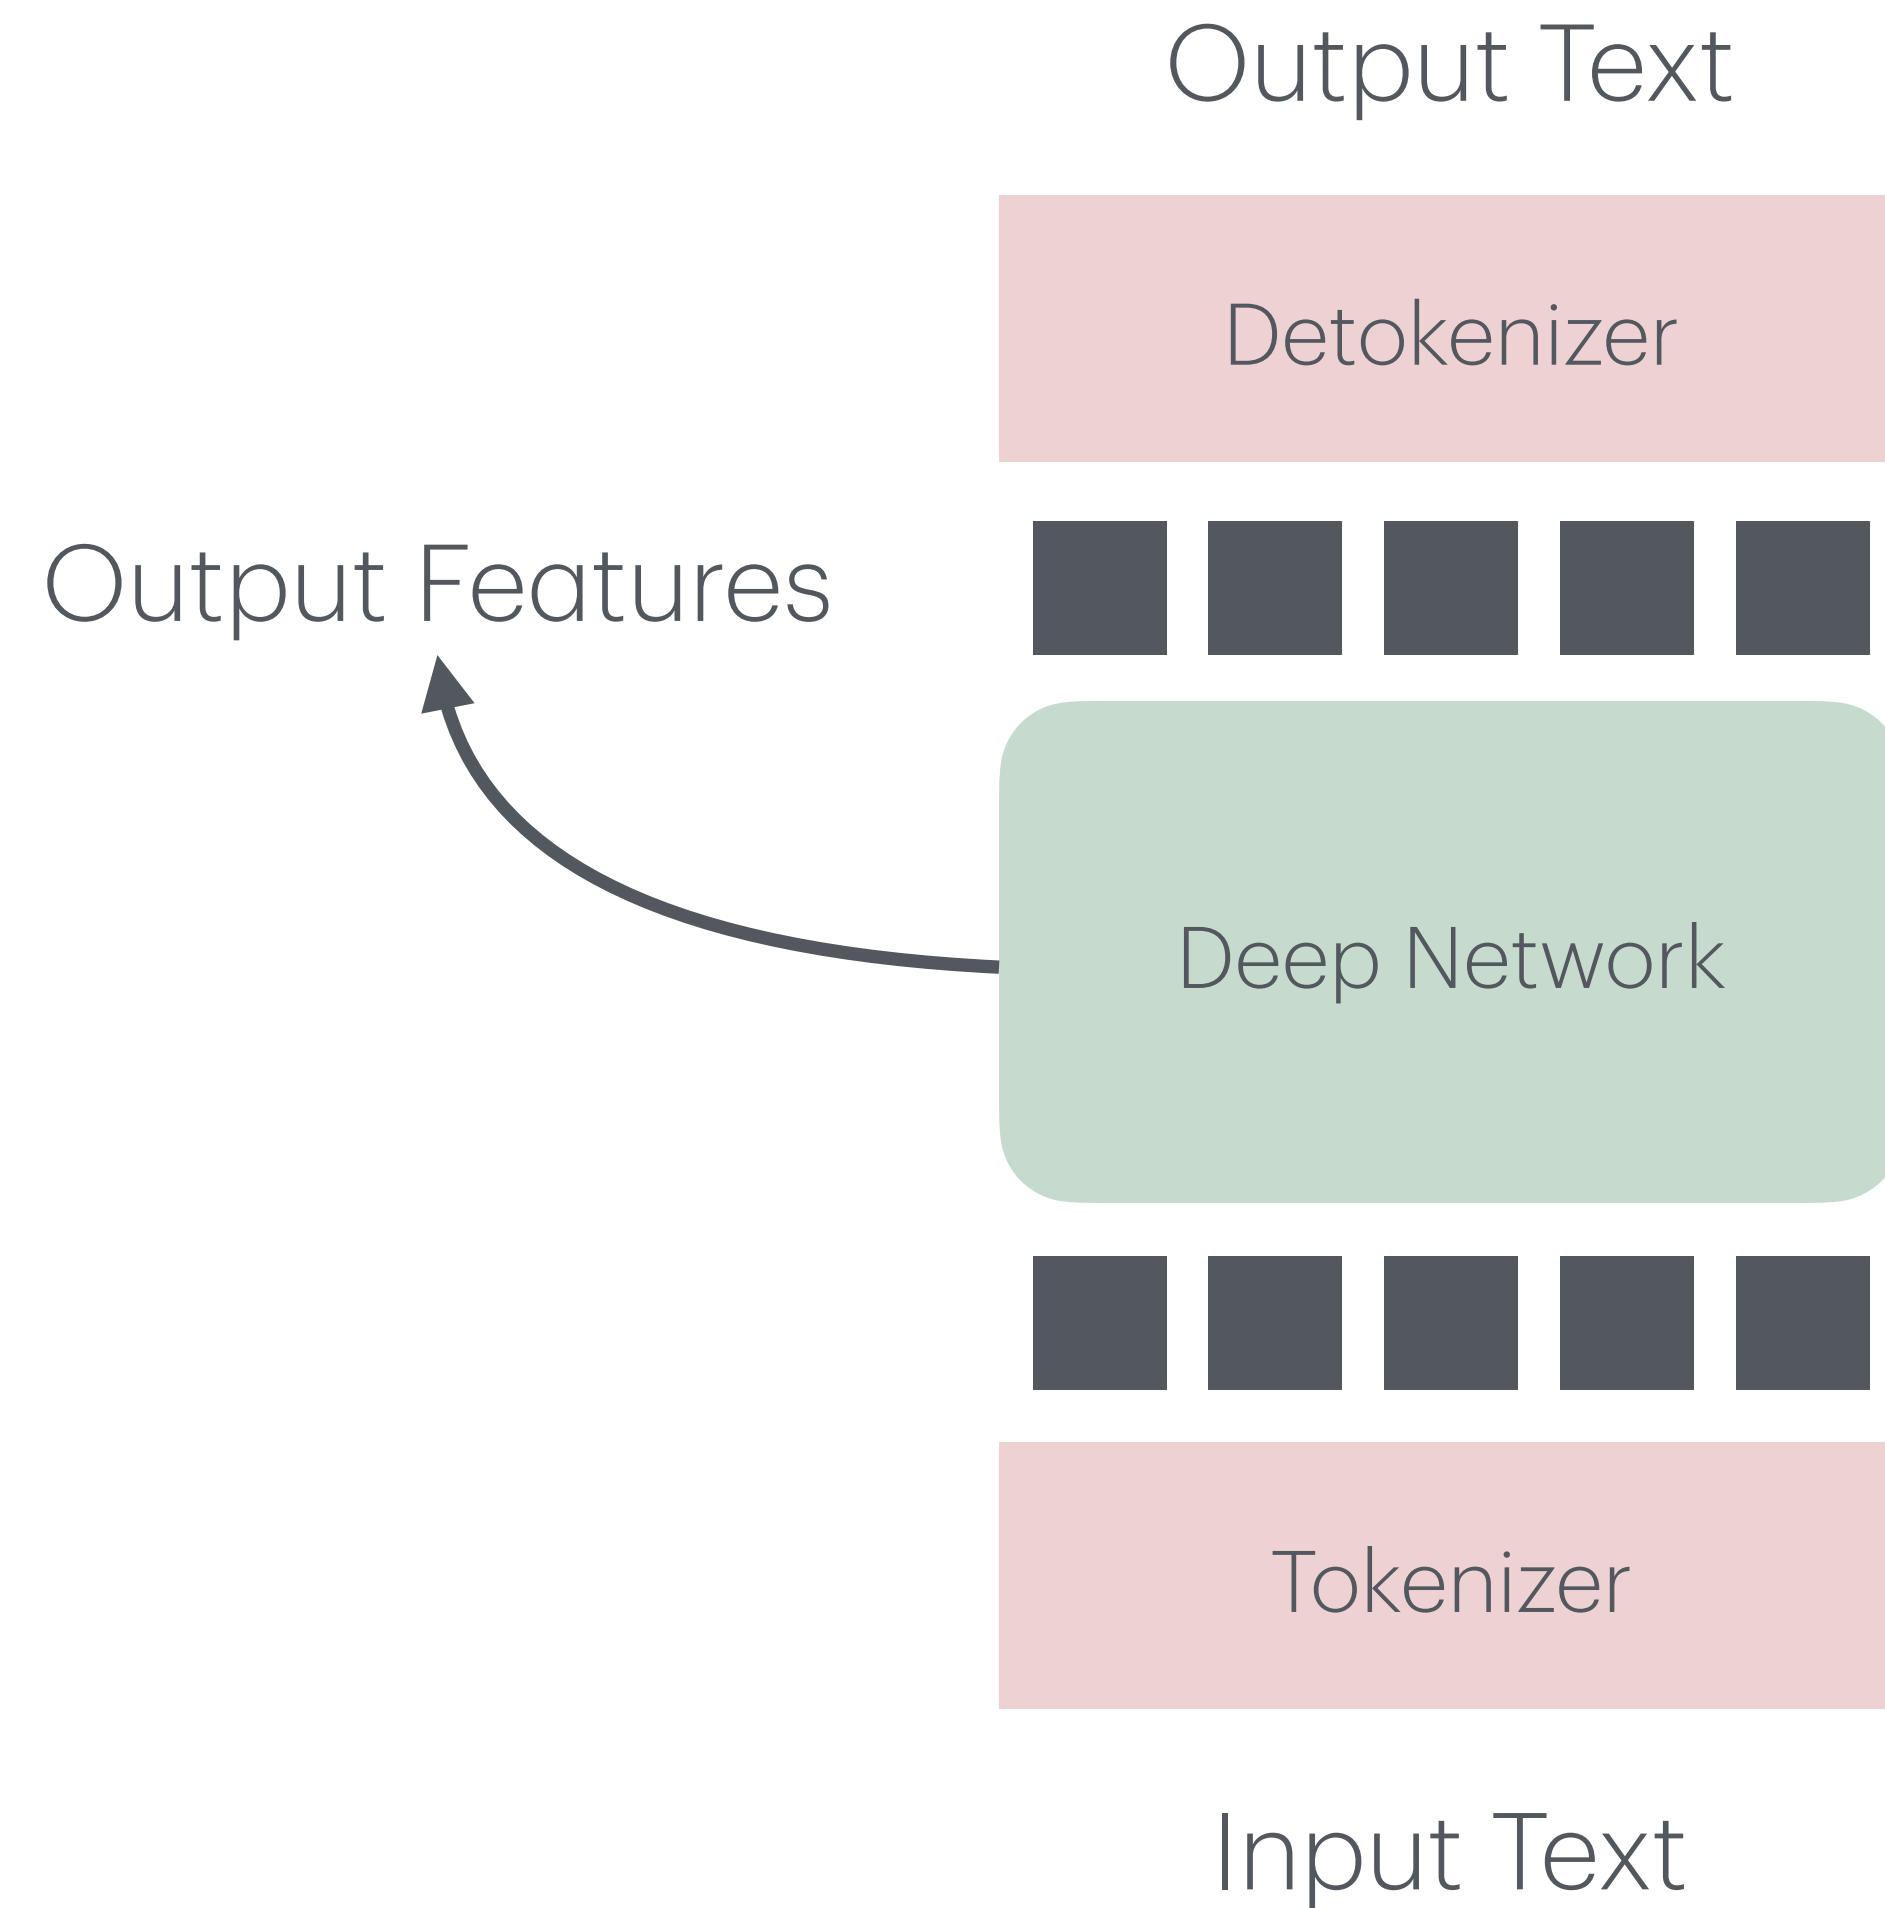 Output Text
Detokenizer
Output Features
Deep Network
Tokenizer
Input Text